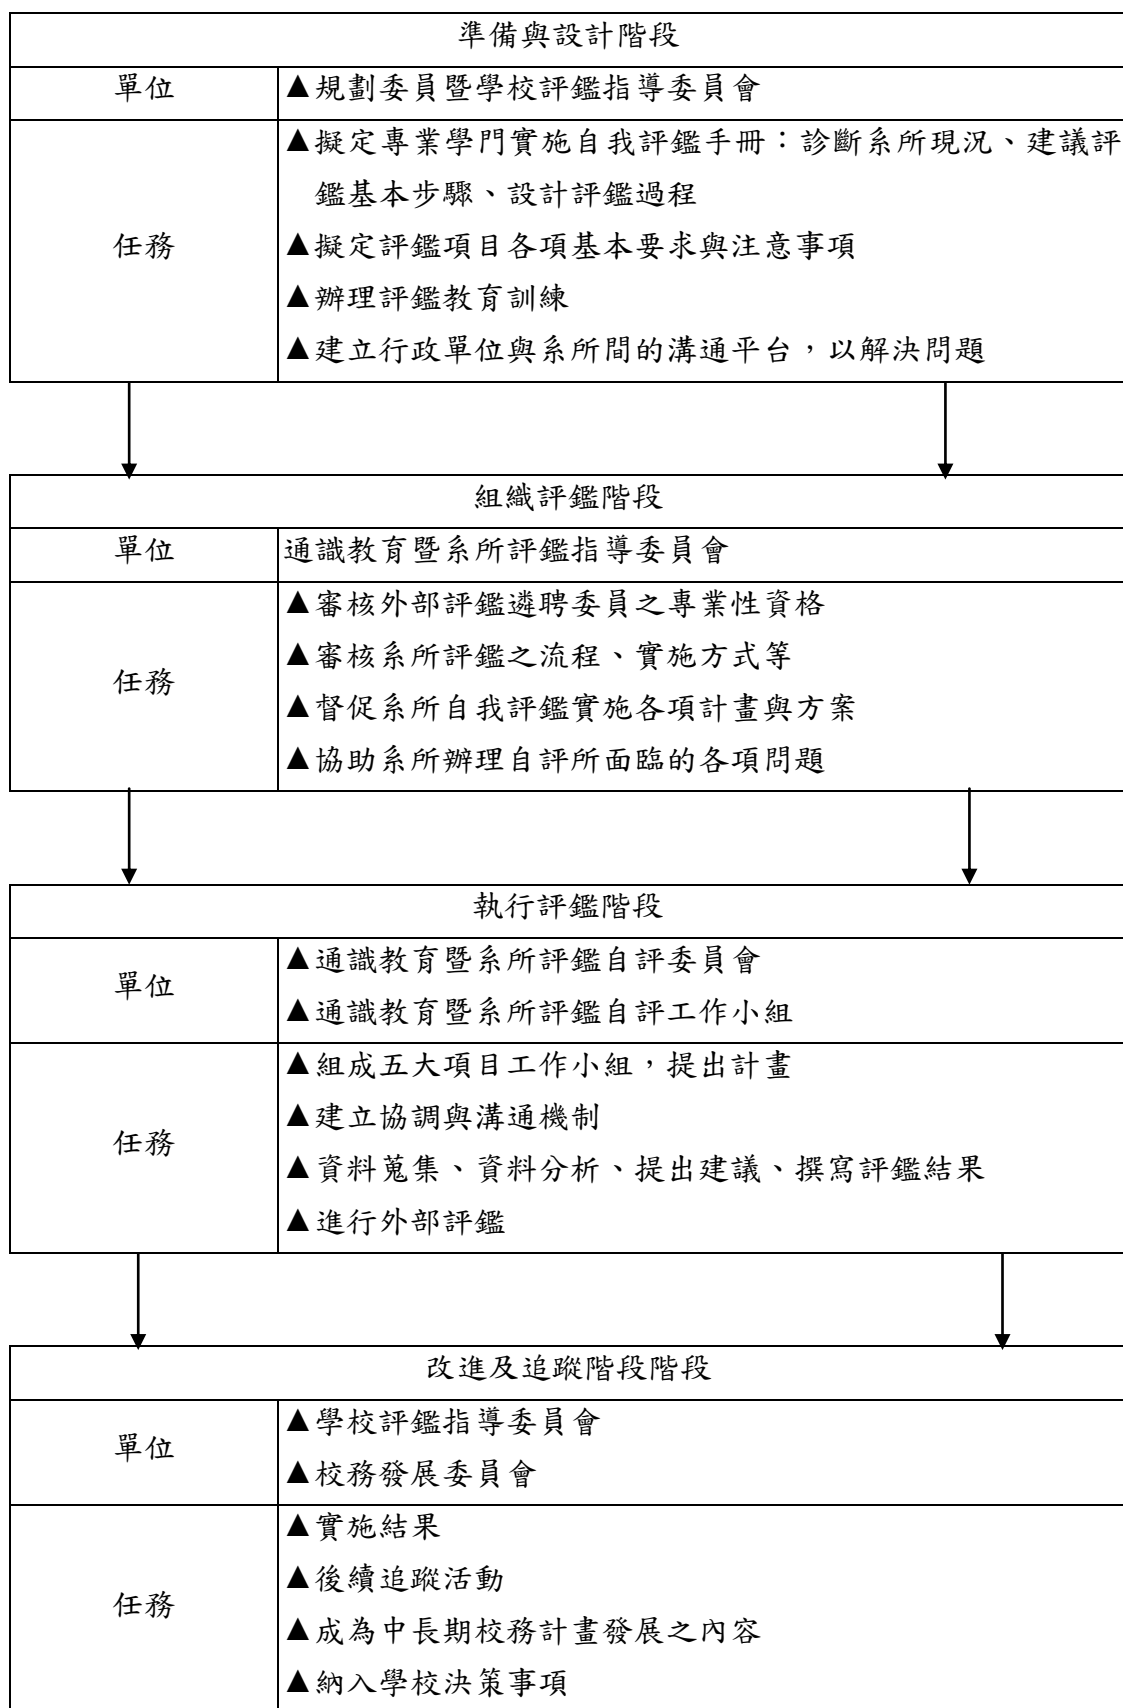 準備與設計階段
單位
▲規劃委員暨學校評鑑指導委員會
任務
▲擬定專業學門實施自我評鑑手冊：診斷系所現況、建議評
鑑基本步驟、設計評鑑過程
▲擬定評鑑項目各項基本要求與注意事項
▲辦理評鑑教育訓練
▲建立行政單位與系所間的溝通平台，以解決問題
組織評鑑階段
單位
通識教育暨系所評鑑指導委員會
任務
▲審核外部評鑑遴聘委員之專業性資格
▲審核系所評鑑之流程、實施方式等
▲督促系所自我評鑑實施各項計畫與方案
▲協助系所辦理自評所面臨的各項問題
執行評鑑階段
單位
▲通識教育暨系所評鑑自評委員會
▲通識教育暨系所評鑑自評工作小組
任務
▲組成五大項目工作小組，提出計畫
▲建立協調與溝通機制
▲資料蒐集、資料分析、提出建議、撰寫評鑑結果
▲進行外部評鑑
改進及追蹤階段階段
單位
▲學校評鑑指導委員會
▲校務發展委員會
任務
▲實施結果
▲後續追蹤活動
▲成為中長期校務計畫發展之內容
▲納入學校決策事項